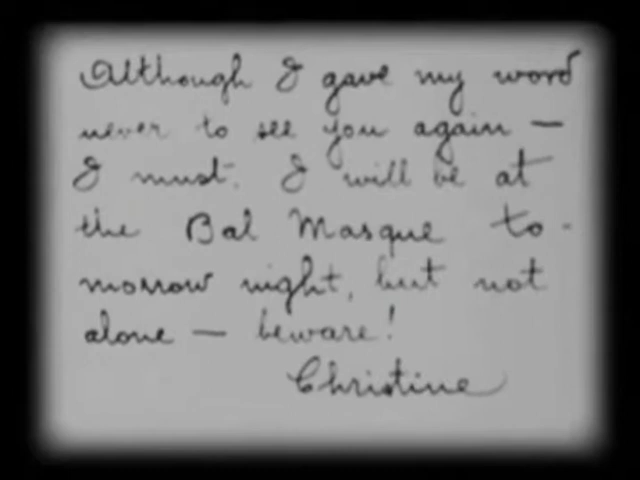 Although I gave my word
never to see you again —
I must. I will be at
the Bal Masque to-
morrow night, but not
alone — beware!
Christine